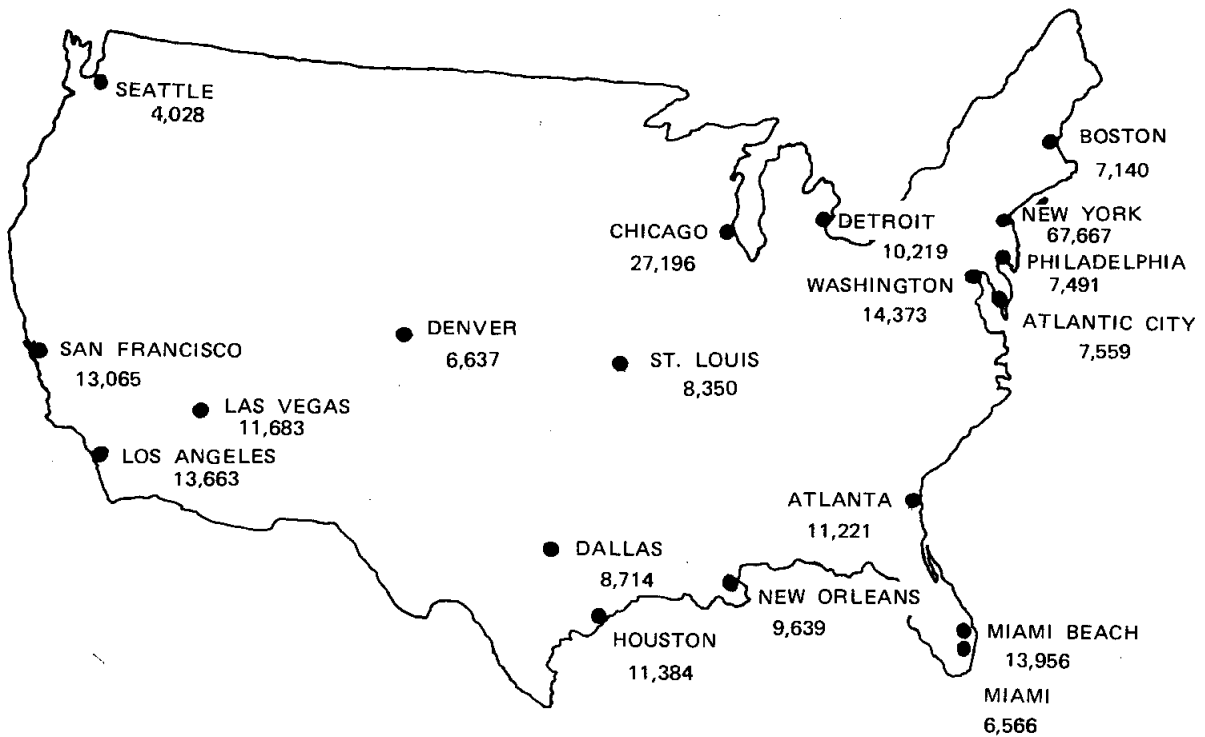 SEATTLE
4,028
BOSTON
7,140
NEW YORK
67,667
CHICAGO
27,196
DETROIT
10,219
PHILADELPHIA
7,491
WASHINGTON
14,373
ATLANTIC CITY
7,559
DENVER
6,637
SAN FRANCISCO
13,065
ST. LOUIS
8,350
LAS VEGAS
11,683
LOS ANGELES
13,663
ATLANTA
11,221
DALLAS
8,714
NEW ORLEANS
9,639
HOUSTON
11,384
MIAMI BEACH
13,956
MIAMI
6,566